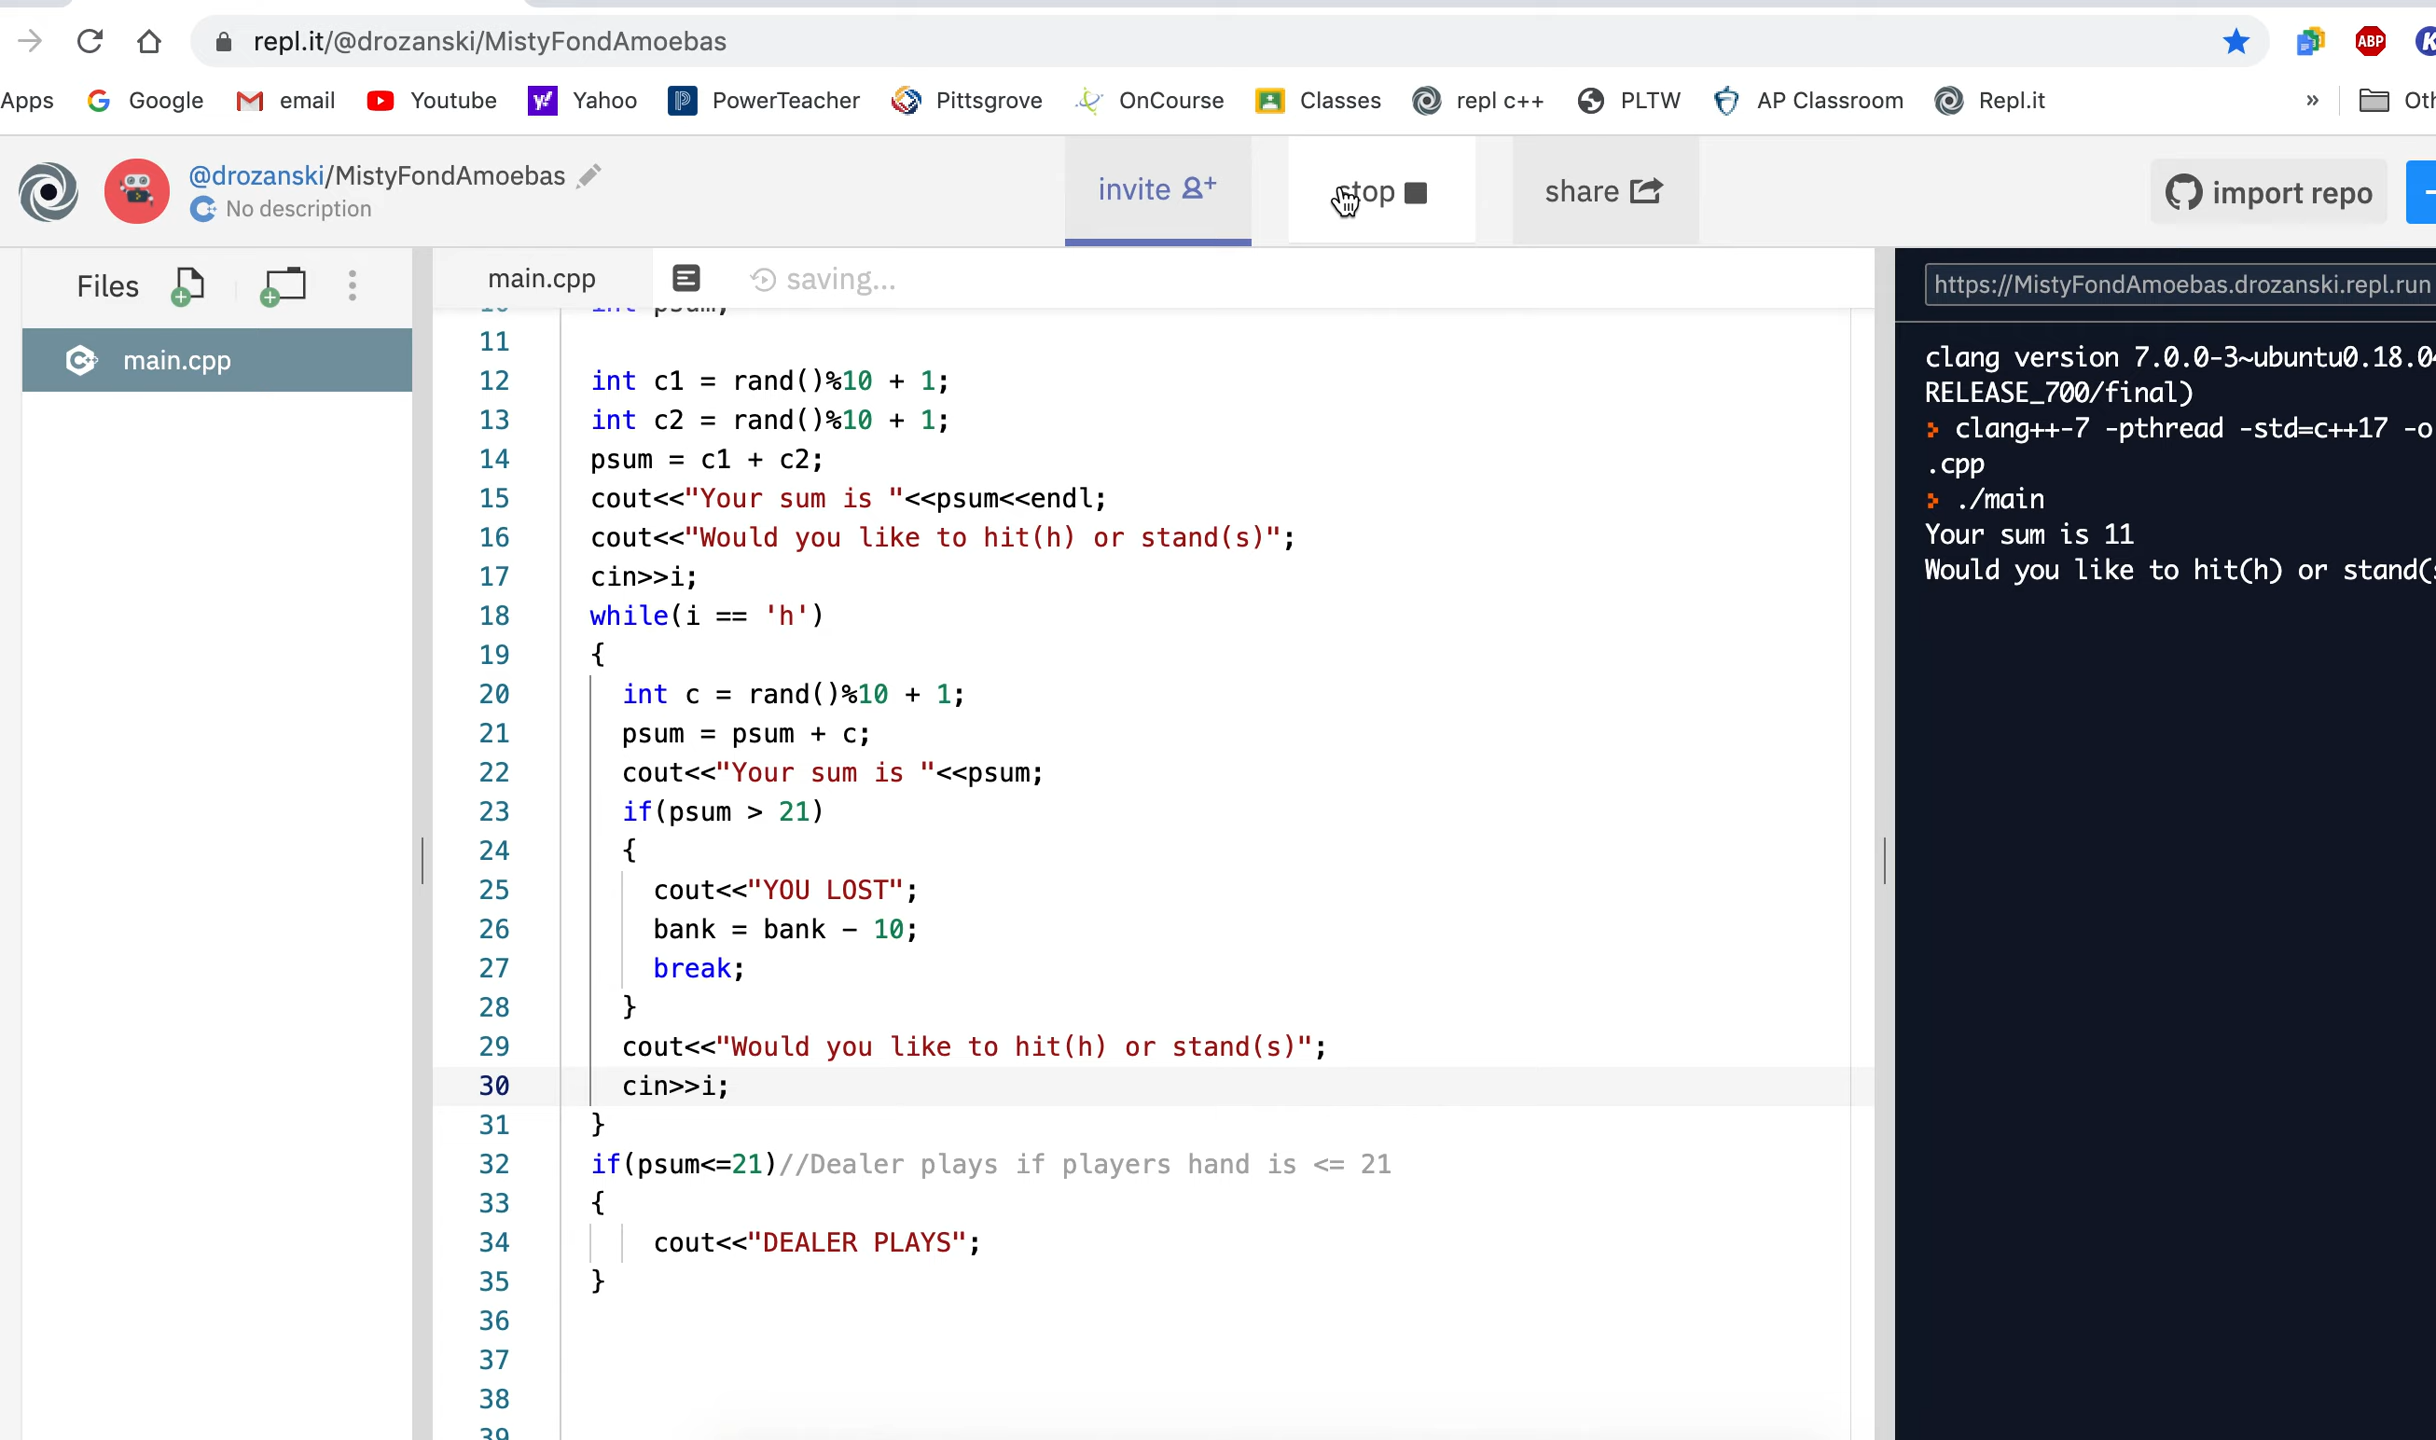 repl.it/@drozanski/MistyFondAmoebas
ABP
K
Apps
Google
email
Youtube
Yahoo
PowerTeacher
Pittsgrove
OnCourse
Classes
repl c++
PLTW
AP Classroom
Repl.it
»
Oth
@drozanski/MistyFondAmoebas
No description
invite
top
share
import repo
Files
main.cpp
saving...
https://MistyFondAmoebas.drozanski.repl.run
main.cpp
int psum;
11
12 int c1 = rand()%10 + 1;
13 int c2 = rand()%10 + 1;
14 psum = c1 + c2;
15 cout<<"Your sum is "<<psum<<endl;
16 cout<<"Would you like to hit(h) or stand(s)";
17 cin>>i;
18 while(i == 'h')
19 {
20 int c = rand()%10 + 1;
21 psum = psum + c;
22 cout<<"Your sum is "<<psum;
23 if(psum > 21)
24 {
25 cout<<"YOU LOST";
26 bank = bank - 10;
27 break;
28 }
29 cout<<"Would you like to hit(h) or stand(s)";
30 cin>>i;
31 }
32 if(psum<=21)//Dealer plays if players hand is <= 21
33 {
34 cout<<"DEALER PLAYS";
35 }
36
37
38
39
clang version 7.0.0-3~ubuntu0.18.04
RELEASE_700/final)
clang++-7 -pthread -std=c++17 -o
.cpp
./main
Your sum is 11
Would you like to hit(h) or stand(s